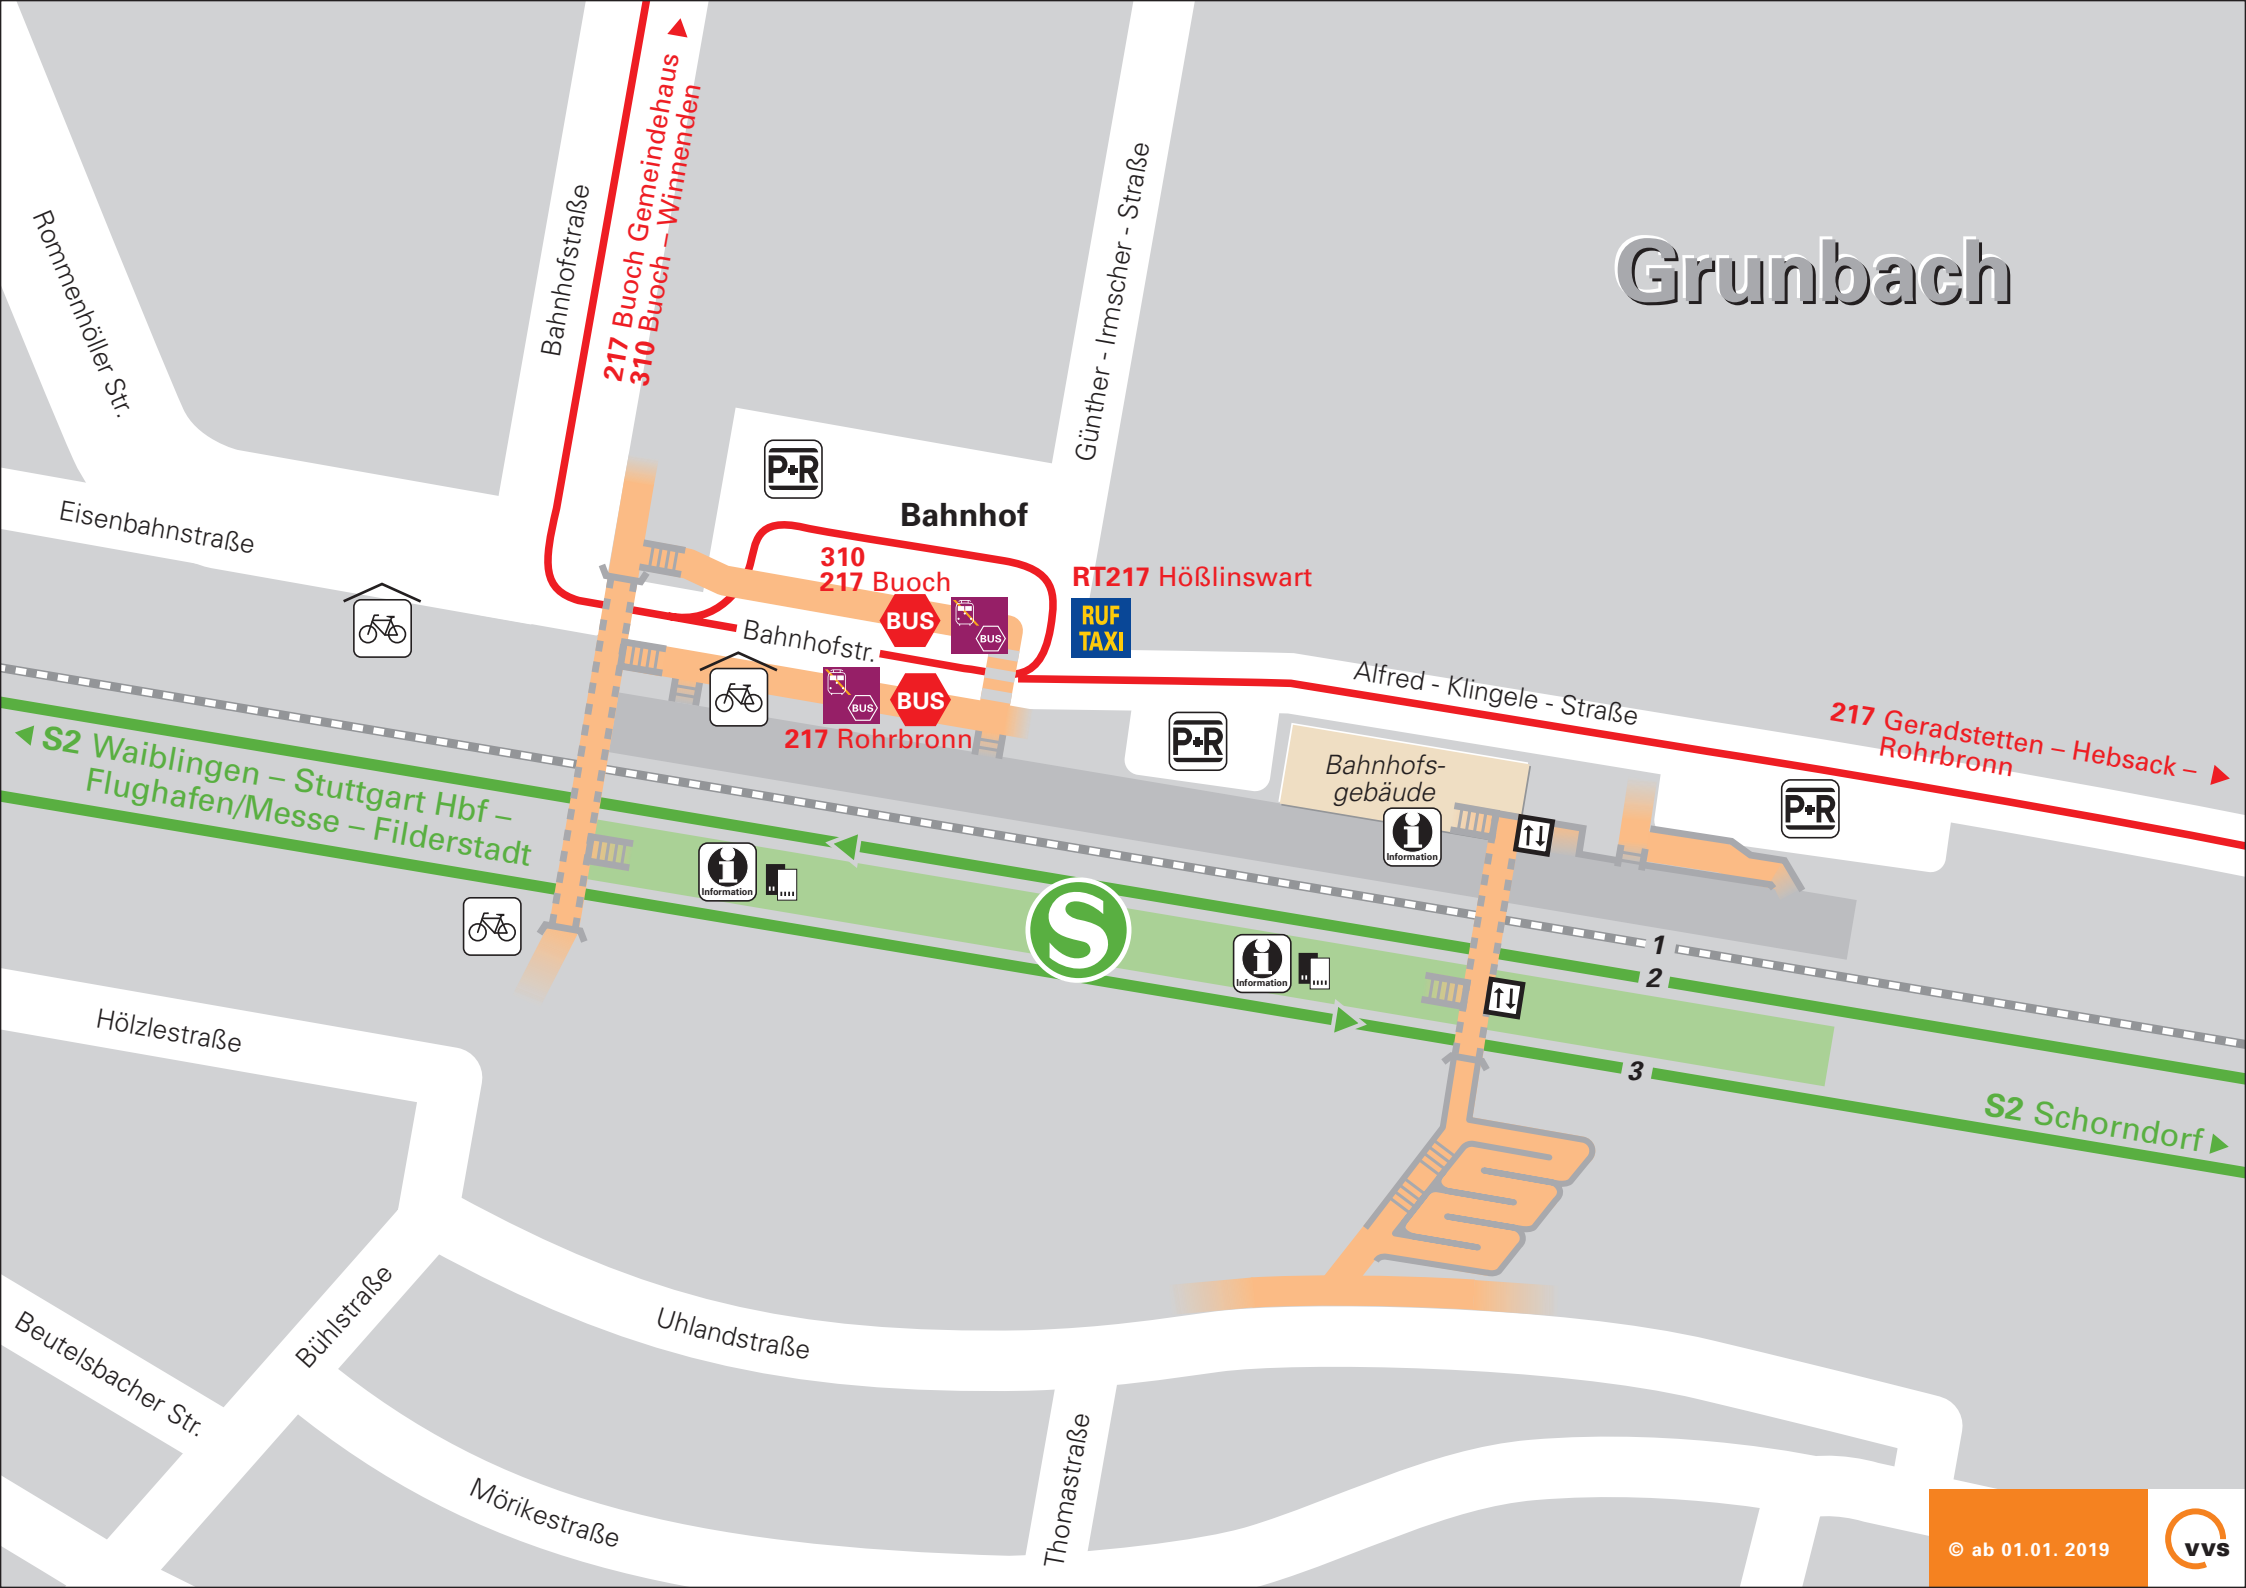 Grunbach
217 Buoch Gemeindehaus
310 Buoch – Winnenden
Bahnhofstraße
Günther - Irmscher - Straße
Rommenhöller Str.
Eisenbahnstraße
P+R
Bahnhof
310
217 Buoch
BUS
BUS
RT217 Hößlinswart
RUF
TAXI
Bahnhofstr.
BUS
BUS
217 Rohrbronn
Alfred - Klingele - Straße
217 Geradstetten – Hebsack –
Rohrbronn
P+R
Bahnhofs-
gebäude
P+R
i
Information
S2 Waiblingen – Stuttgart Hbf –
Flughafen/Messe – Filderstadt
i
Information
S
i
Information
1
2
3
S2 Schorndorf
Hölzlestraße
Bühlstraße
Beutelsbacher Str.
Uhlandstraße
Mörikestraße
Thomastraße
© ab 01.01. 2019
vvs